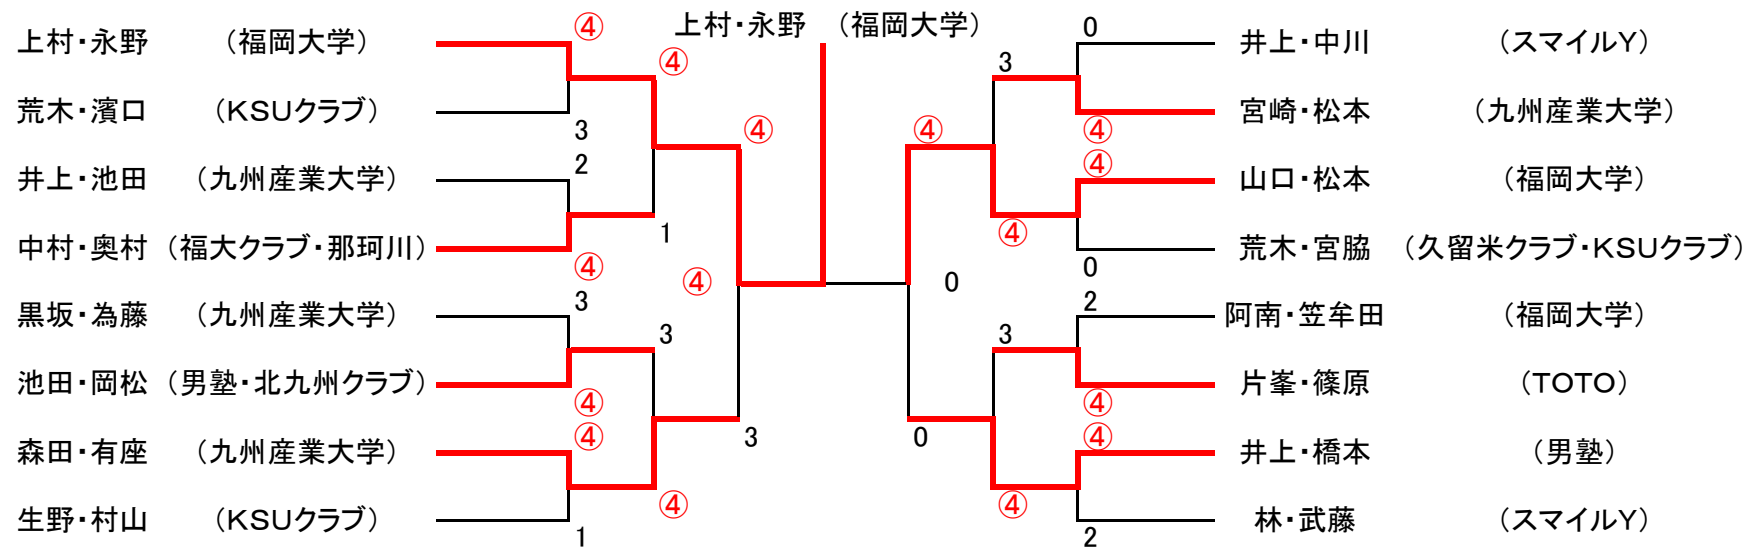 上村・永野 (福岡大学)
④ 上村・永野 (福岡大学) 0
上村・永野 (福岡大学) 井上・中川 (スマイルY)
④ 3
荒木・濱口 (KSUクラブ) 宮崎・松本 (九州産業大学)
3 ④ ④ ④
2 ④
井上・池田 (九州産業大学) 山口・松本 (福岡大学)
1 ④
中村・奥村 (福大クラブ・那珂川) 荒木・宮脇 (久留米クラブ・KSUクラブ)
④ ④ 0 0
3 2
黒坂・為藤 (九州産業大学) 阿南・笠牟田 (福岡大学)
3 3
池田・岡松 (男塾・北九州クラブ) 片峯・篠原 (TOTO)
④ ④
④ 3 0 ④
森田・有座 (九州産業大学) 井上・橋本 (男塾)
④ ④
生野・村山 (KSUクラブ) 林・武藤 (スマイルY)
1 2